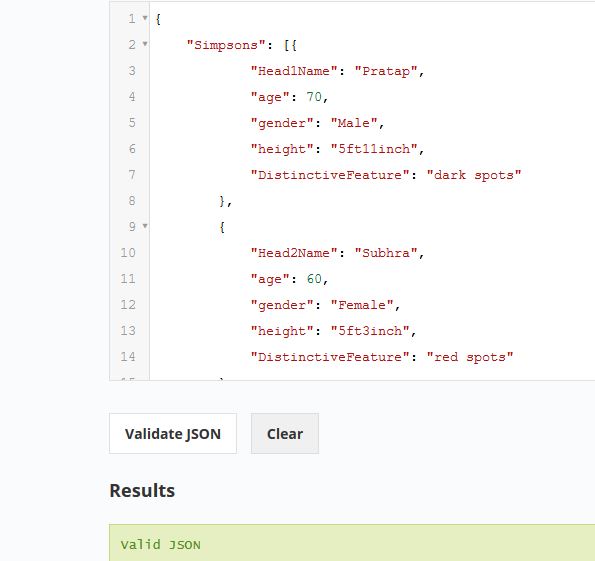 1 {
2 "Simpsons": [{
3 "Head1Name": "Pratap",
4 "age": 70,
5 "gender": "Male",
6 "height": "5ft11inch",
7 "DistinctiveFeature": "dark spots"
8 },
9 {
10 "Head2Name": "Subhra",
11 "age": 60,
12 "gender": "Female",
13 "height": "5ft3inch",
14 "DistinctiveFeature": "red spots"
Validate JSON Clear
Results
Valid JSON